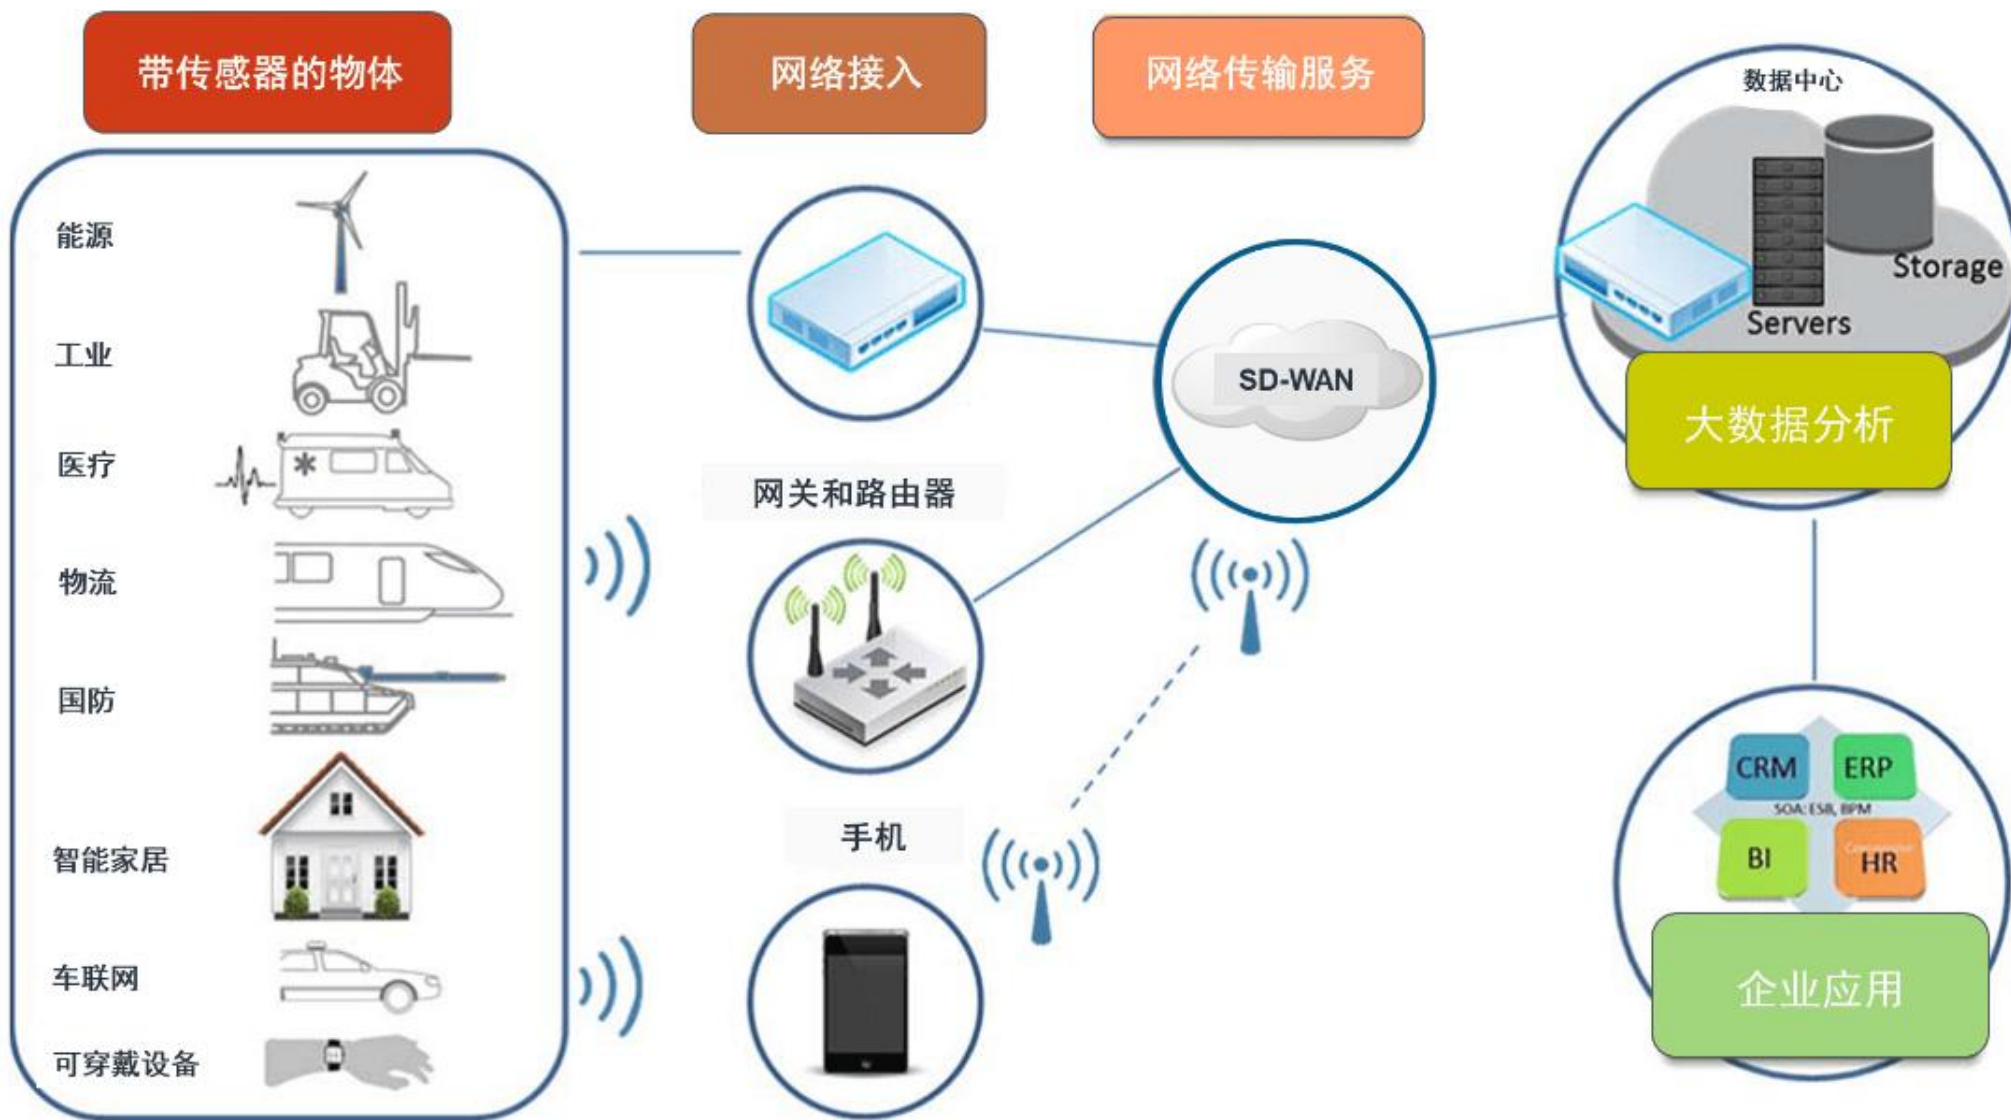 带传感器的物体
网络接入
网络传输服务
数据中心
能源
工业
医疗
物流
国防
智能家居
车联网
可穿戴设备
网关和路由器
手机
SD-WAN
Storage
Servers
大数据分析
CRM
ERP
SOA: ESB, BPM
BI
HR
企业应用